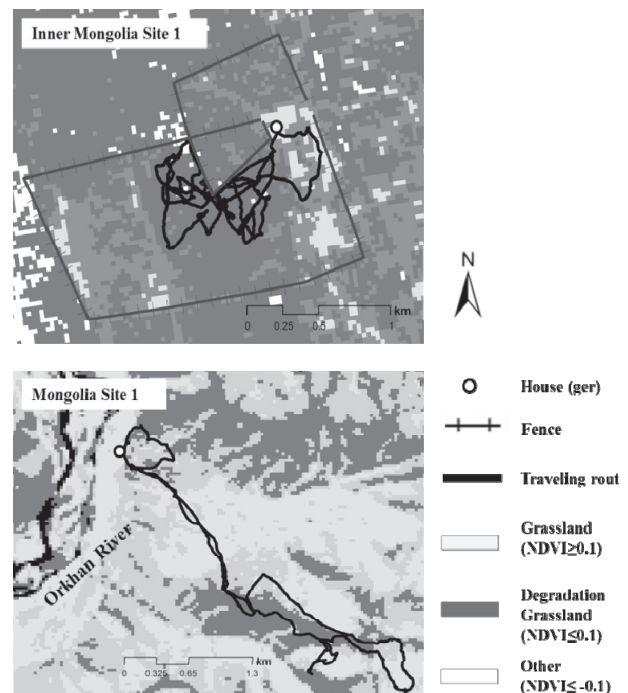 Inner Mongolia Site 1
km
0 0.25 0.5 1
N
Mongolia Site 1
Orkhan River
km
0 0.325 0.65 1.3
House (ger)
Fence
Traveling rout
Grassland
(NDVI≥0.1)
Degradation
Grassland
(NDVI≤0.1)
Other
(NDVI≤ -0.1)